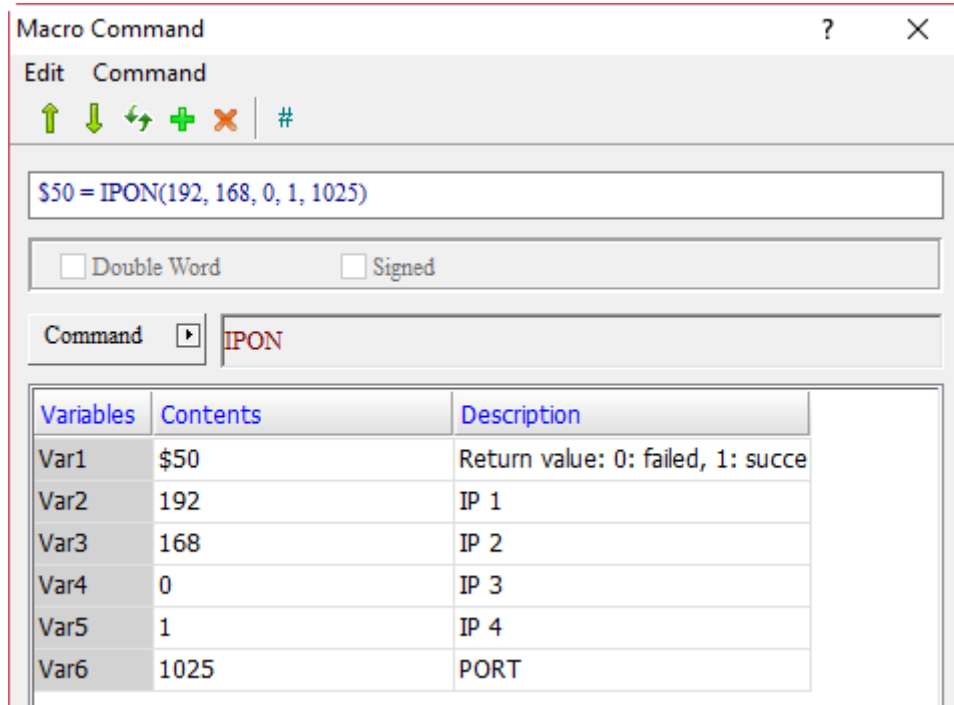 Macro Command ?
Edit Command
#
$50 = IPON(192, 168, 0, 1, 1025)
Double Word Signed
Command IPON
Variables Contents Description
Var1 $50 Return value: 0: failed, 1: succe
Var2 192 IP 1
Var3 168 IP 2
Var4 0 IP 3
Var5 1 IP 4
Var6 1025 PORT